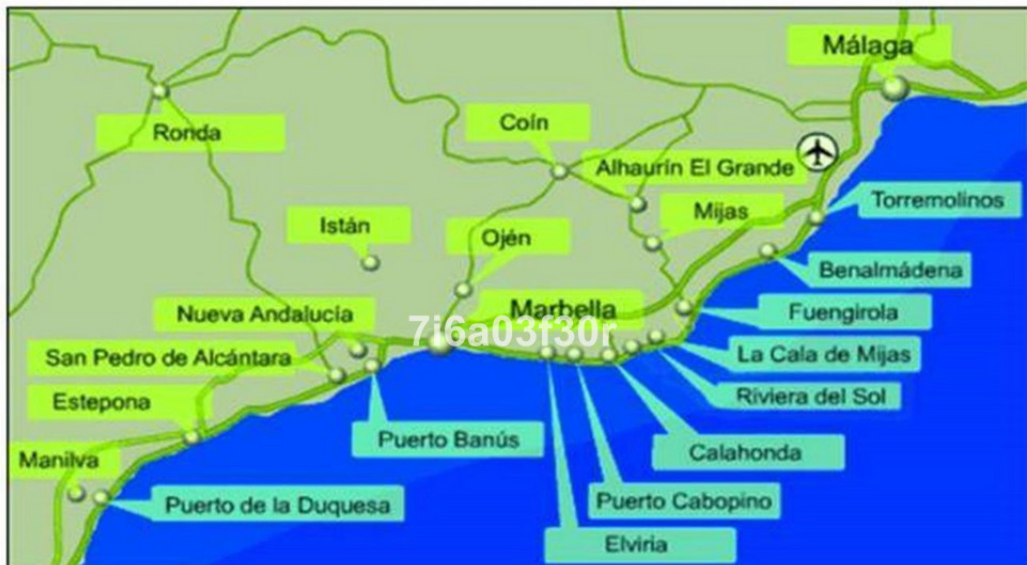 Málaga
Ronda
Coín
Alhaurín El Grande
Mijas
Torremolinos
Istán
Ojén
Benalmádena
Nueva Andalucía
Marbella
Fuengirola
7i6a03f30r
San Pedro de Alcántara
La Cala de Mijas
Estepona
Riviera del Sol
Puerto Banús
Calahonda
Manilva
Puerto de la Duquesa
Puerto Cabopino
Elviria